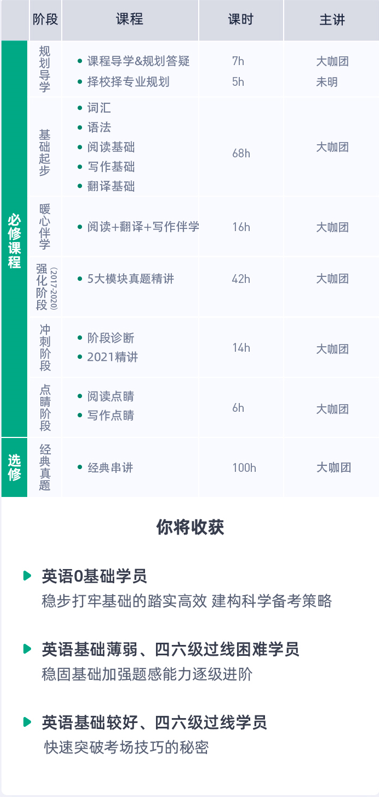 阶段 课程 课时 主讲
必修课程
规划导学
课程导学&规划答疑 7h 大咖团
择校择专业规划 5h 未明
基础起步
词汇
语法
阅读基础 68h 大咖团
写作基础
翻译基础
暖心伴学
阅读+翻译+写作伴学 16h 大咖团
强化阶段(2017-2020)
5大模块真题精讲 42h 大咖团
冲刺阶段
阶段诊断
2021精讲
14h 大咖团
点睛阶段
阅读点睛
写作点睛
6h 大咖团
选修
经典真题
经典串讲 100h 大咖团
你将收获
英语0基础学员
稳步打牢基础的踏实高效 建构科学备考策略
英语基础薄弱、四六级过线困难学员
稳固基础加强题感能力逐级进阶
英语基础较好、四六级过线学员
快速突破考场技巧的秘密